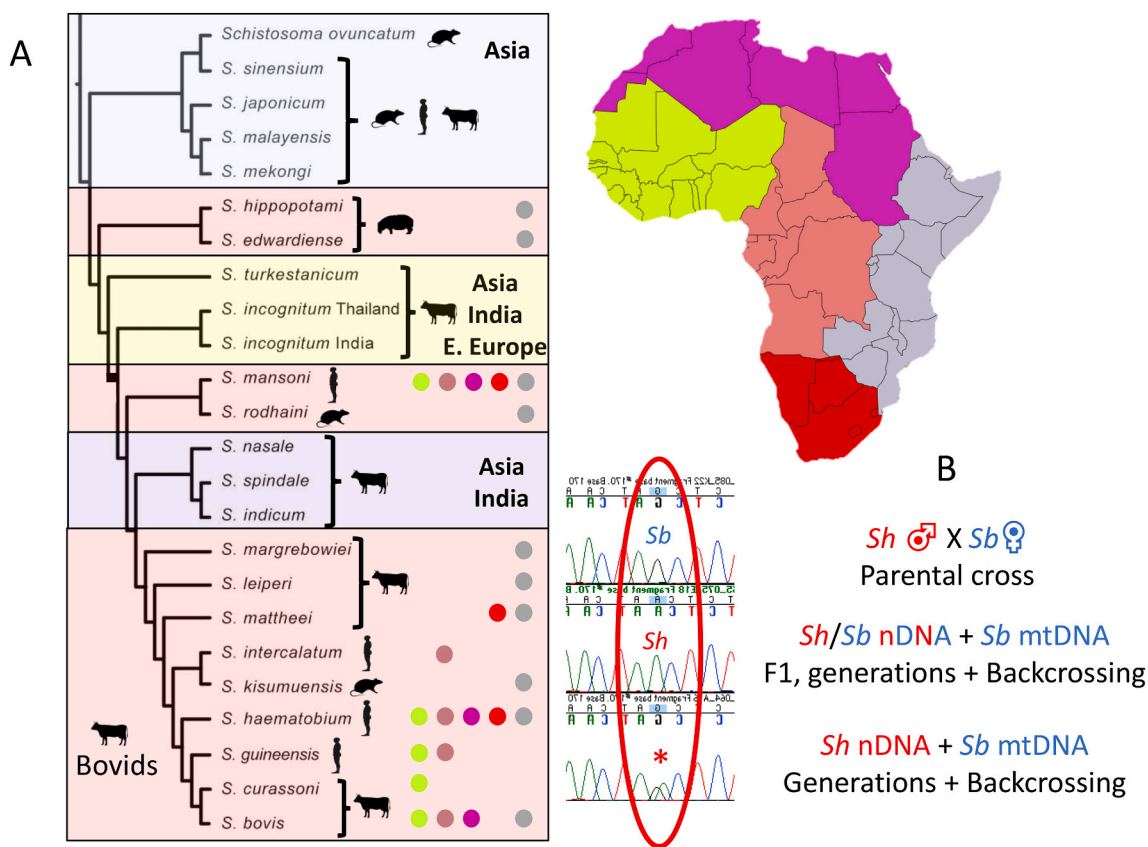 A
Schistosoma ovuncatum
Asia
S. sinensium
S. japonicum
S. malayensis
S. mekongi
S. hippopotami
S. edwardiense
S. turkestanicum
S. incognitum Thailand
S. incognitum India
Asia
India
E. Europe
S. mansoni
S. rodhaini
S. nasale
S. spindale
S. indicum
Asia
India
S. margrebowiei
S. leiperi
S. mattheei
S. intercalatum
S. kisumuensis
S. haematobium
S. guineensis
S. curassoni
S. bovis
Bovids
A A C T A G C T C
A A C T A G C C T C
Sb
A A C T A A C C T
Sh
A A C T A G C C C
*
B
Sh ♂ X Sb ♀
Parental cross
Sh/Sb nDNA + Sb mtDNA
F1, generations + Backcrossing
Sh nDNA + Sb mtDNA
Generations + Backcrossing